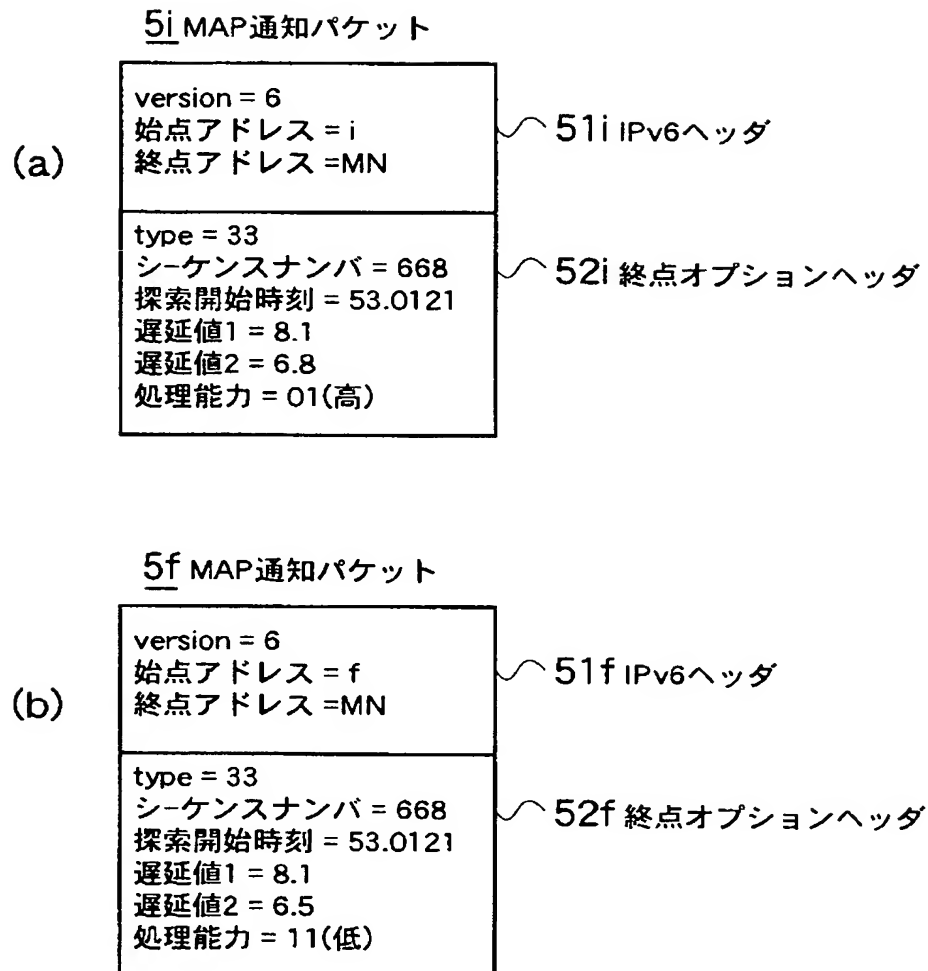 5i MAP通知パケット
(a)
version = 6
始点アドレス = i
終点アドレス =MN
51i IPv6ヘッダ
type = 33
シーケンスナンバ = 668
探索開始時刻 = 53.0121
遅延値1 = 8.1
遅延値2 = 6.8
処理能力 = 01(高)
52i 終点オプションヘッダ
5f MAP通知パケット
(b)
version = 6
始点アドレス = f
終点アドレス =MN
51f IPv6ヘッダ
type = 33
シーケンスナンバ = 668
探索開始時刻 = 53.0121
遅延値1 = 8.1
遅延値2 = 6.5
処理能力 = 11(低)
52f 終点オプションヘッダ